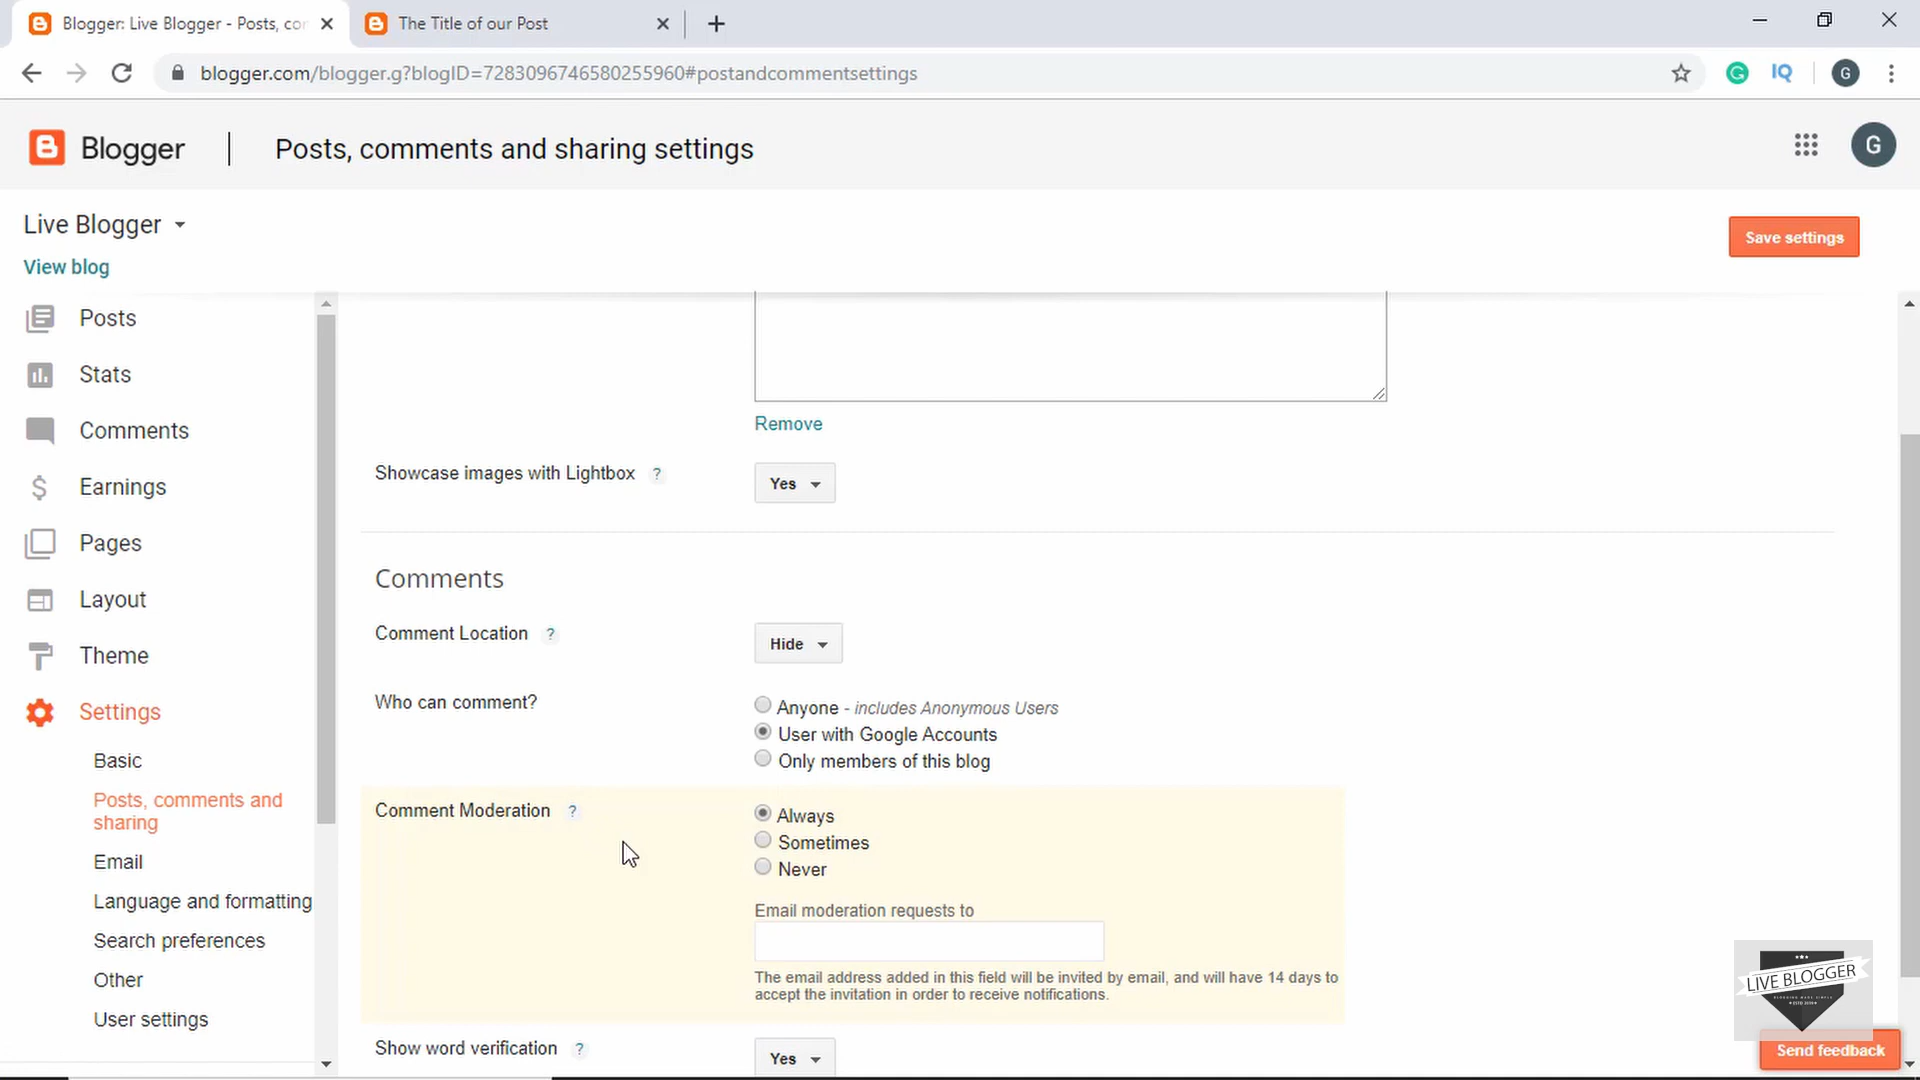 Blogger: Live Blogger - Posts, co
The Title of our Post
blogger.com/blogger.g?blogID=7283096746580255960#postandcommentsettings
IQ
G
Blogger
Posts, comments and sharing settings
G
Live Blogger
View blog
Save settings
Posts
Stats
Comments
Earnings
Pages
Layout
Theme
Settings
Basic
Posts, comments and
sharing
Email
Language and formatting
Search preferences
Other
User settings
Remove
Showcase images with Lightbox ?
Yes
Comments
Comment Location ?
Hide
Who can comment?
Anyone - includes Anonymous Users
User with Google Accounts
Only members of this blog
Comment Moderation ?
Always
Sometimes
Never
Email moderation requests to
The email address added in this field will be invited by email, and will have 14 days to
accept the invitation in order to receive notifications.
Show word verification ?
Yes
LIVE BLOGGER
Send feedback